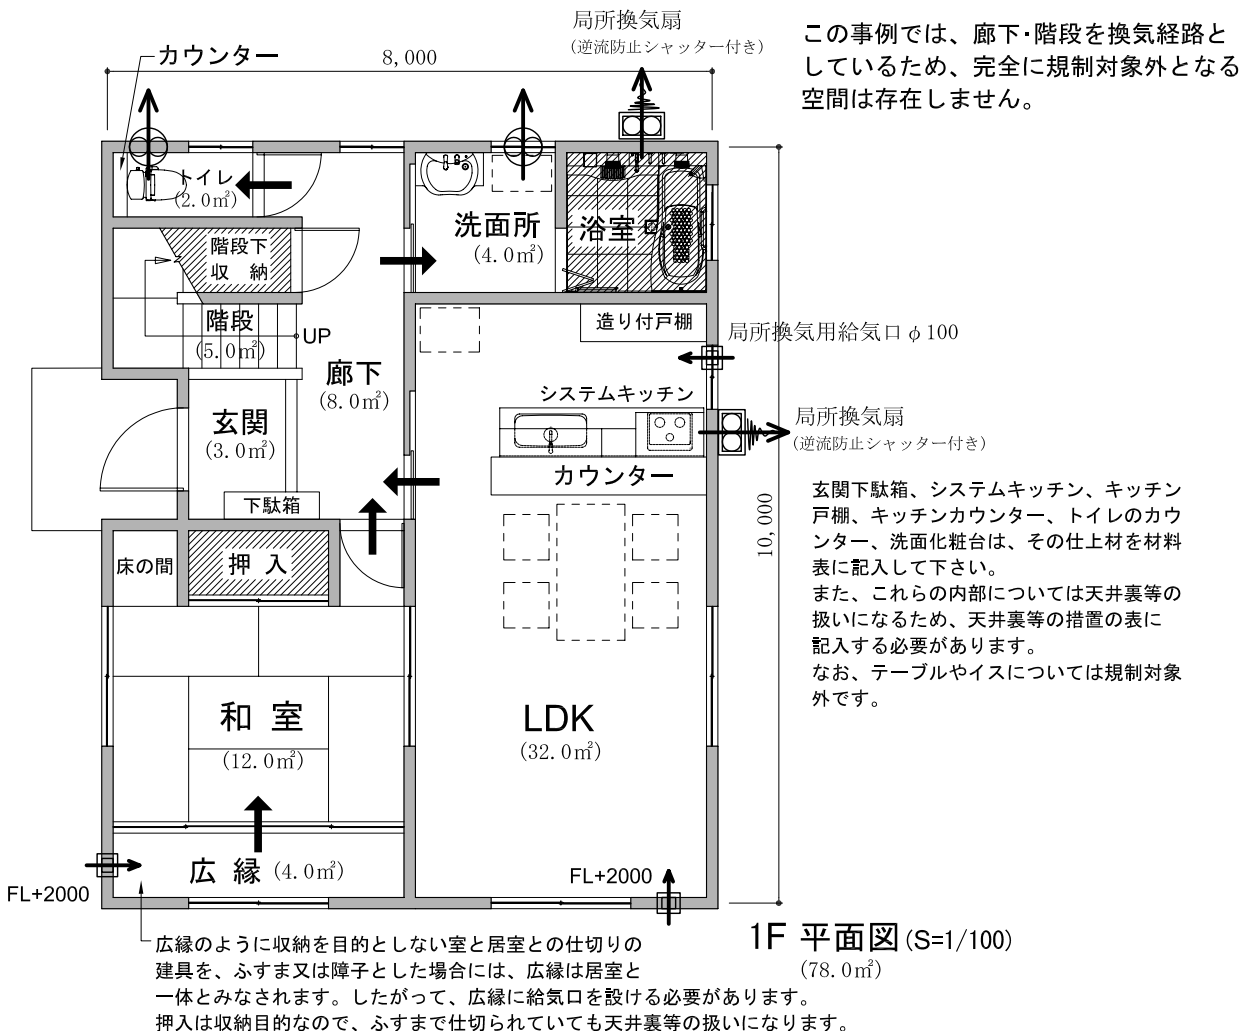 局所換気扇
(逆流防止シャッター付き)
この事例では、廊下・階段を換気経路と
しているため、完全に規制対象外となる
空間は存在しません。
カウンター
8,000
トイレ
(2.0㎡)
洗面所
(4.0㎡)
浴室
階段下
収 納
階段
(5.0㎡)
UP
廊下
(8.0㎡)
造り付戸棚
局所換気用給気口φ100
システムキッチン
局所換気扇
(逆流防止シャッター付き)
玄関
(3.0㎡)
カウンター
下駄箱
10,000
玄関下駄箱、システムキッチン、キッチン
戸棚、キッチンカウンター、トイレのカウ
ンター、洗面化粧台は、その仕上材を材料
表に記入して下さい。
また、これらの内部については天井裏等の
扱いになるため、天井裏等の措置の表に
記入する必要があります。
なお、テーブルやイスについては規制対象
外です。
床の間
押 入
和 室
(12.0㎡)
LDK
(32.0㎡)
広 縁 (4.0㎡)
FL+2000
FL+2000
1F 平面図(S=1/100)
(78.0㎡)
広縁のように収納を目的としない室と居室との仕切りの
建具を、ふすま又は障子とした場合には、広縁は居室と
一体とみなされます。したがって、広縁に給気口を設ける必要があります。
押入は収納目的なので、ふすまで仕切られていても天井裏等の扱いになります。